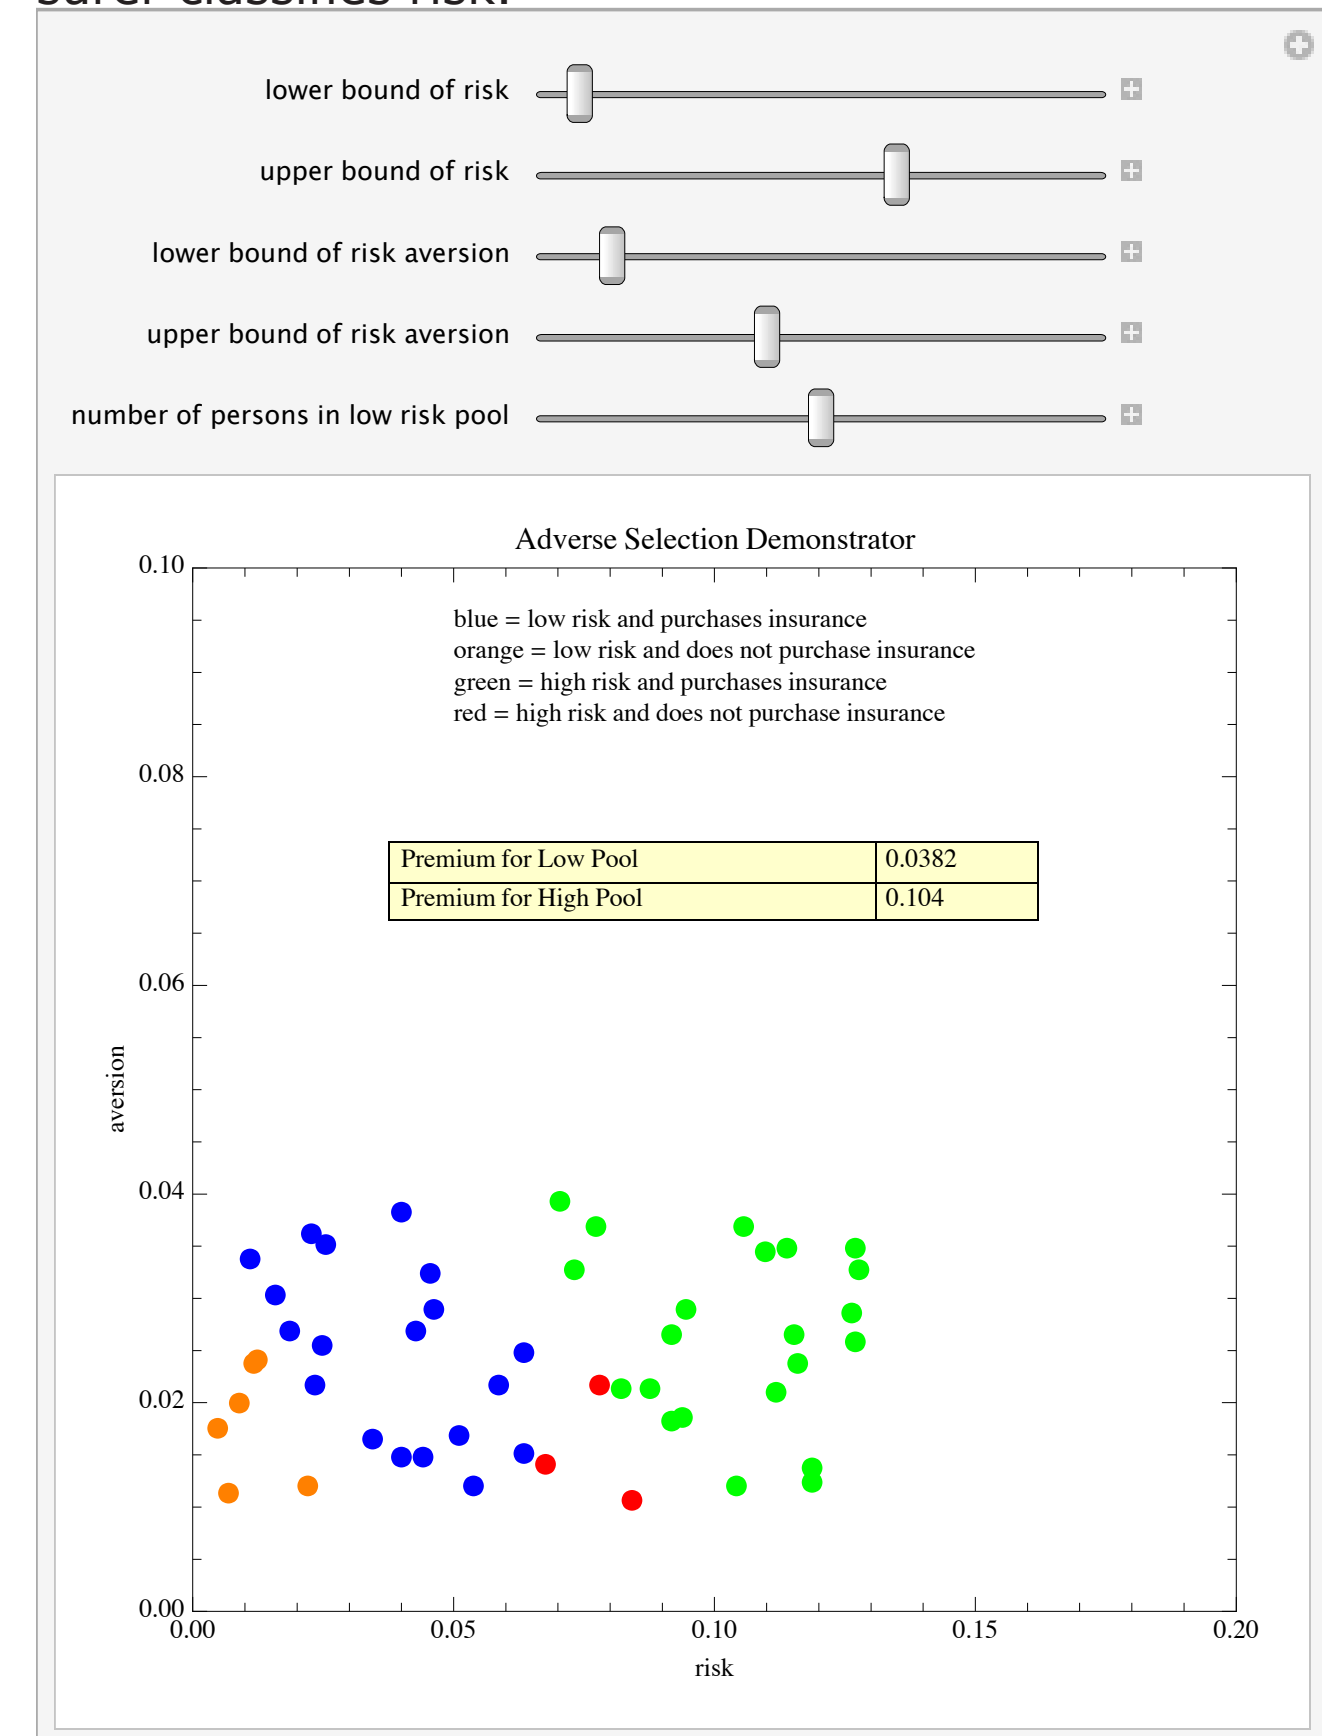 lower bound of risk
upper bound of risk
lower bound of risk aversion
upper bound of risk aversion
number of persons in low risk pool
Adverse Selection Demonstrator
blue = low risk and purchases insurance
orange = low risk and does not purchase insurance
green = high risk and purchases insurance
red = high risk and does not purchase insurance
Premium for Low Pool 0.0382
Premium for High Pool 0.104
0.10
0.08
0.06
0.04
0.02
0.00
aversion
0.00 0.05 0.10 0.15 0.20
risk